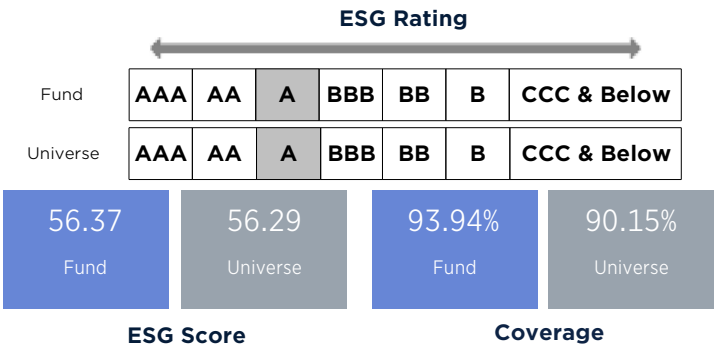 ESG Rating
Fund AAA AA A BBB BB B CCC & Below
Universe AAA AA A BBB BB B CCC & Below
56.37 56.29 93.94% 90.15%
Fund Universe Fund Universe
ESG Score Coverage